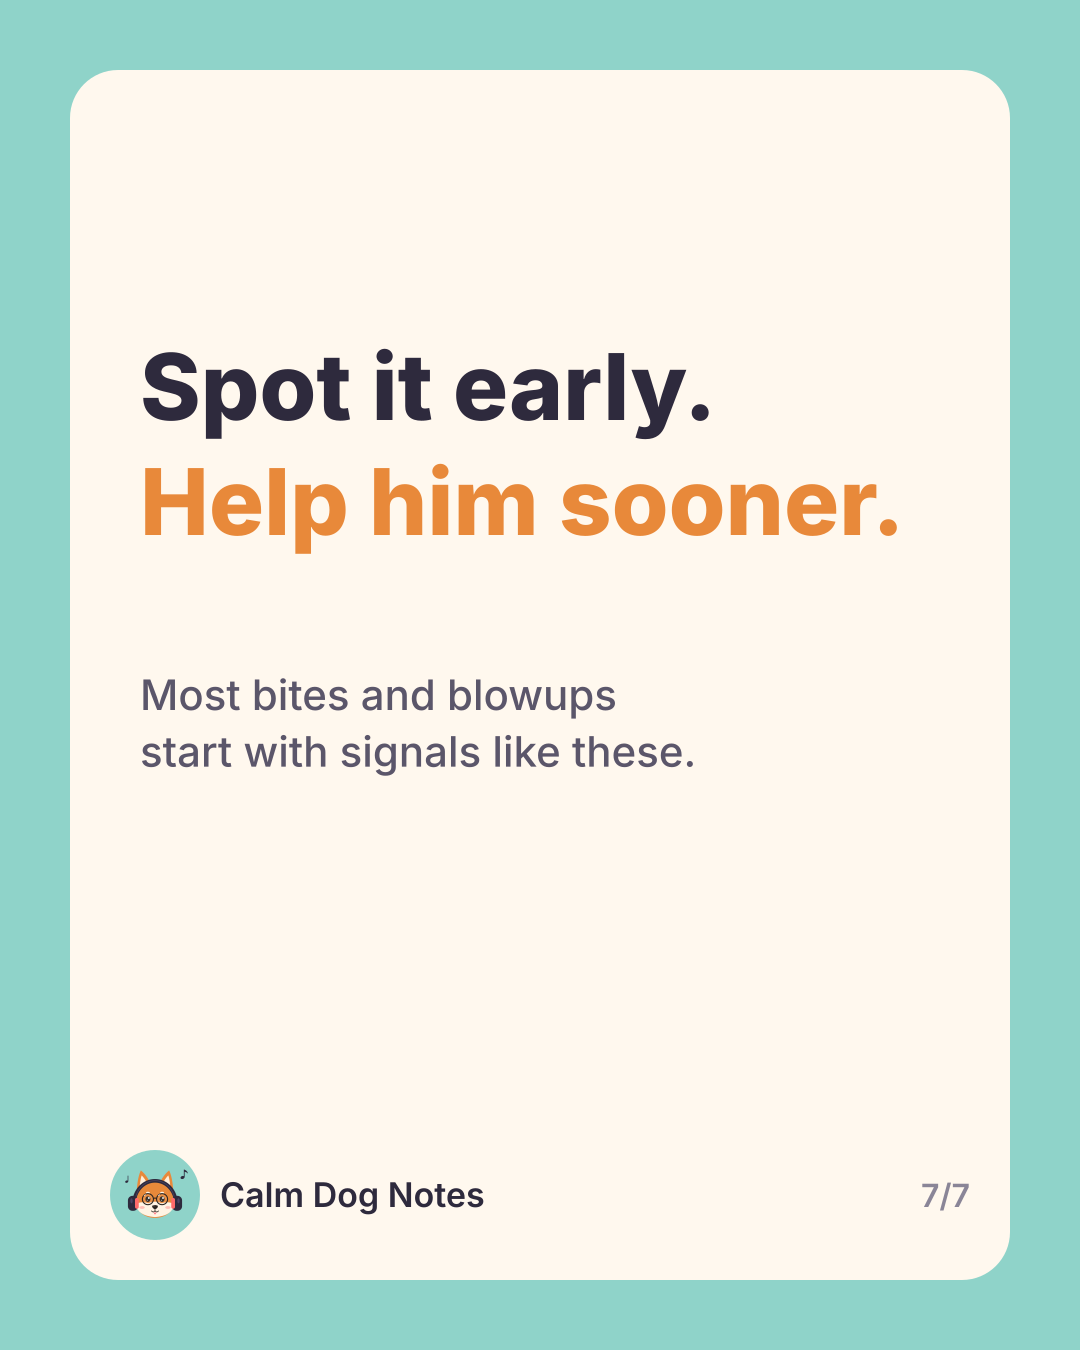 Spot it early.
Help him sooner.
Most bites and blowups
start with signals like these.
Calm Dog Notes
7/7